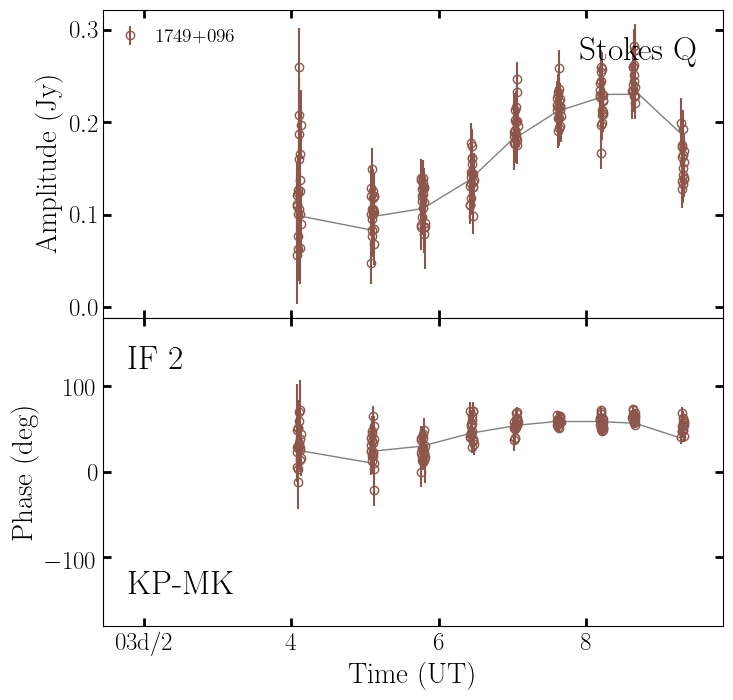 1749+096
Stokes Q
0.3
0.2
0.1
0.0
Amplitude (Jy)
IF 2
100
0
−100
Phase (deg)
KP-MK
03d/2
4
6
8
Time (UT)